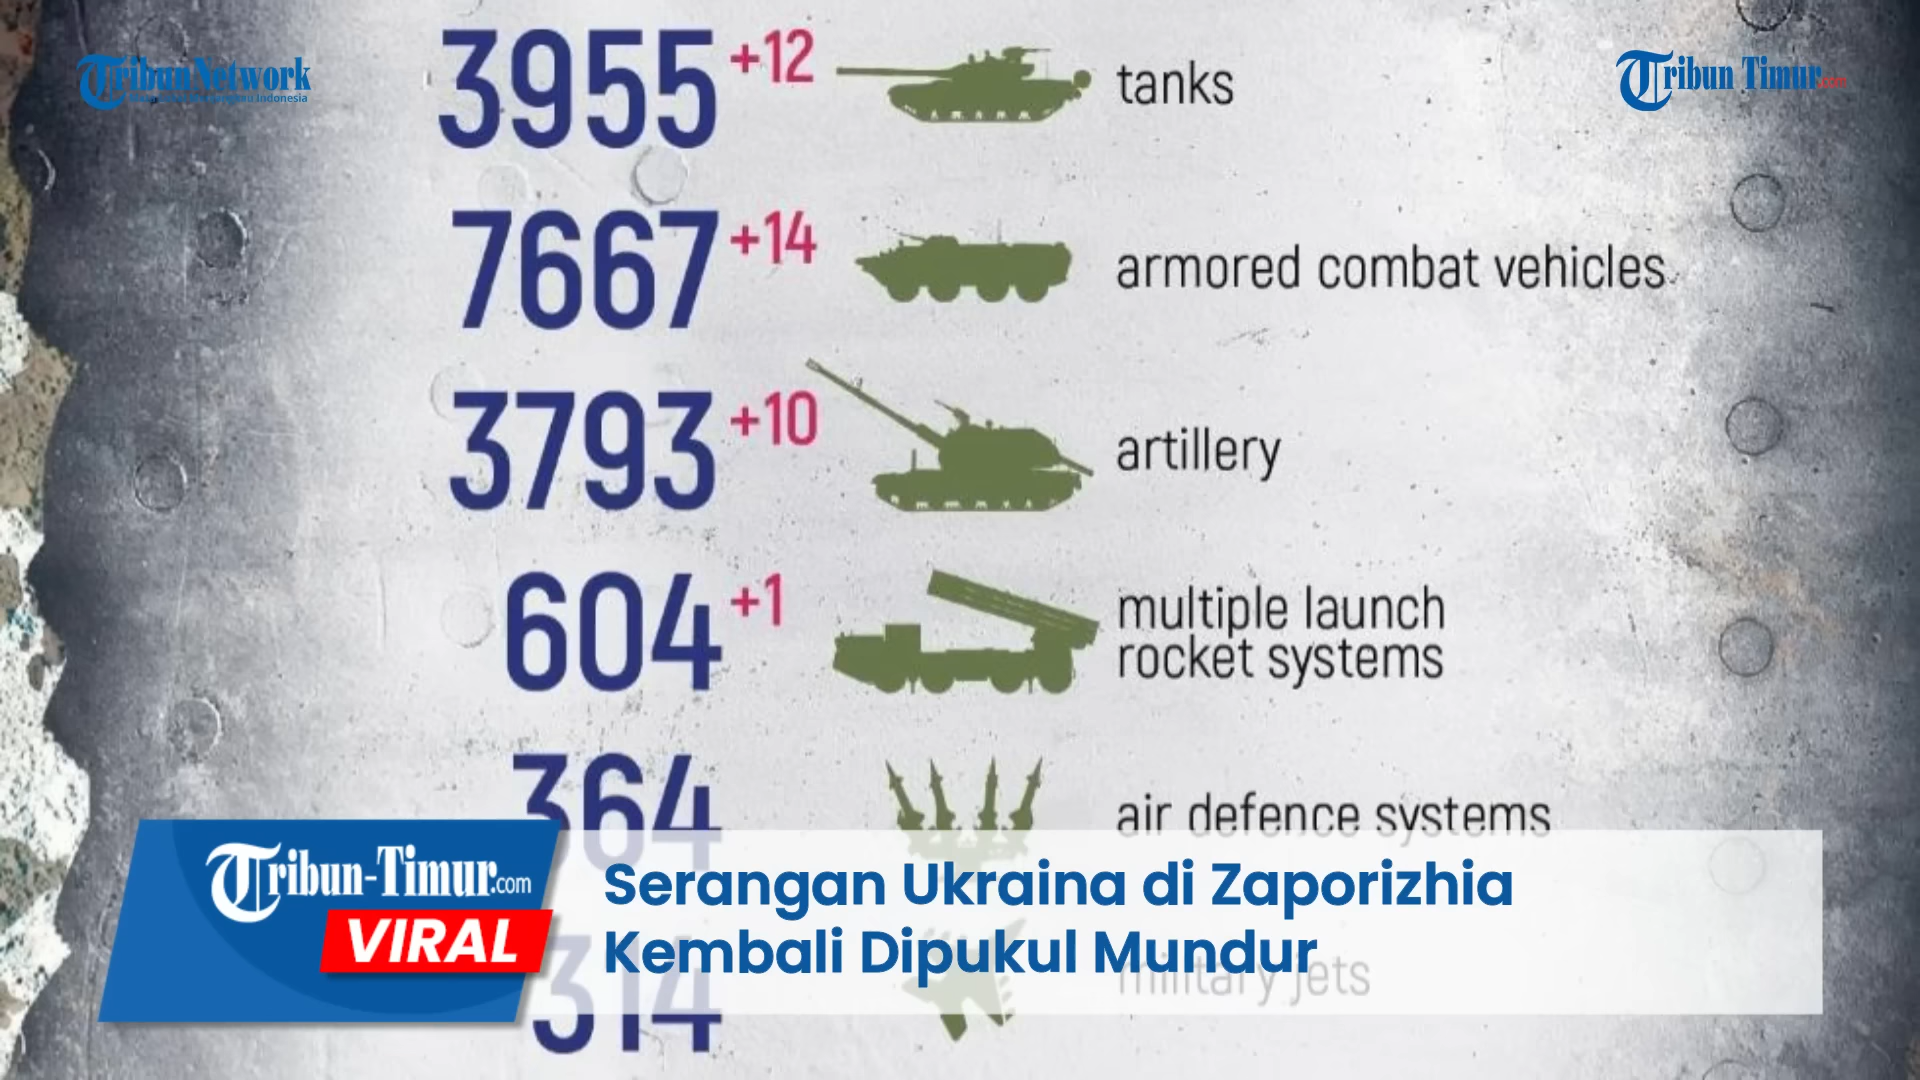 TribunNetwork
Tribun Timur.com
3955 +12 tanks
7667 +14 armored combat vehicles
3793 +10 artillery
604 +1 multiple launch
rocket systems
364 air defence systems
Tribun-Timur.com
VIRAL
Serangan Ukraina di Zaporizhia
Kembali Dipukul Mundur
314 military jets